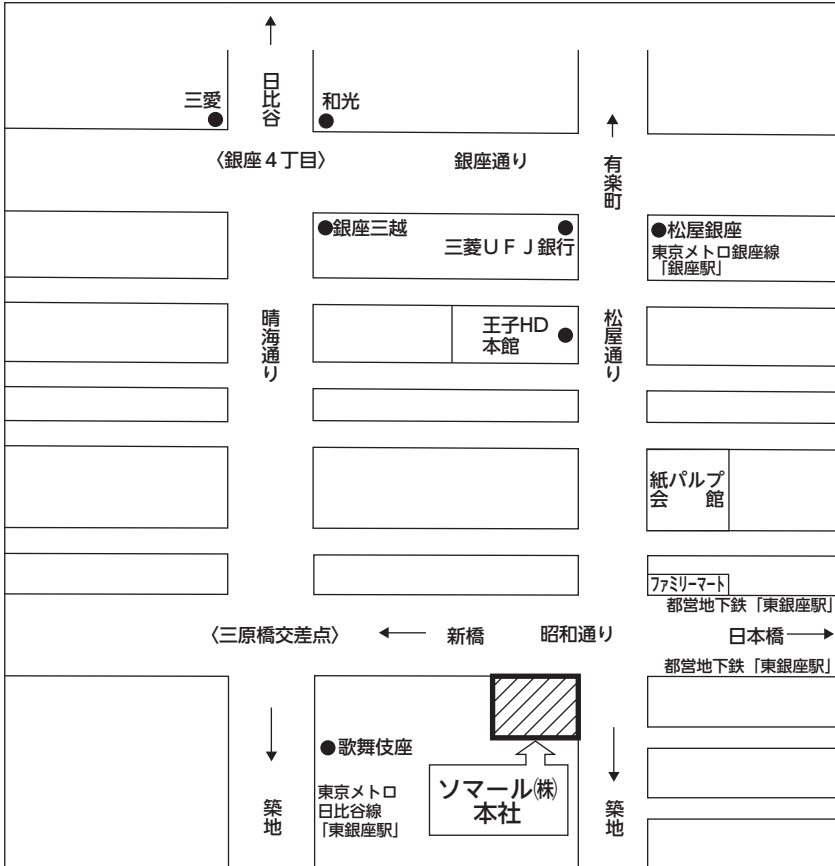 日比谷
三愛
和光
〈銀座4丁目〉
銀座通り
有楽町
銀座三越
三菱UFJ銀行
松屋銀座
東京メトロ銀座線
「銀座駅」
晴海通り
王子HD
本館
松屋通り
紙パルプ
会館
ファミリーマート
都営地下鉄「東銀座駅」
〈三原橋交差点〉
新橋
昭和通り
日本橋
都営地下鉄「東銀座駅」
歌舞伎座
東京メトロ
日比谷線
「東銀座駅」
ソマール㈱
本社
築地
築地